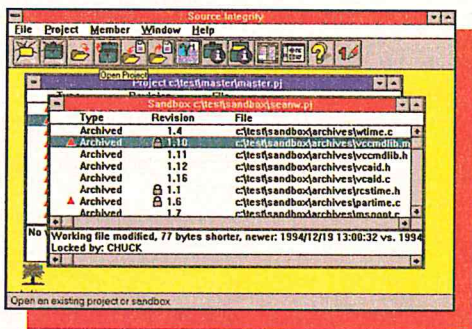 Source Integrity
File Project Member Window Help
Open Project
Project c:\test\master\master.pj
Sandbox c:\test\sandbox\seanw.pj
Type Revision File
Archived 1.4 c:\test\sandbox\archives\wtime.c
Archived 1.10 c:\test\sandbox\archives\vccmdlib.m
Archived 1.11 c:\test\sandbox\archives\vccmdlib.h
Archived 1.12 c:\test\sandbox\archives\vcaid.h
Archived 1.16 c:\test\sandbox\archives\vcaid.c
Archived 1.1 c:\test\sandbox\archives\rcstime.h
Archived 1.6 c:\test\sandbox\archives\partime.c
Archived 1.7 c:\test\sandbox\archives\msnont.c
No
Working file modified, 77 bytes shorter, newer: 1994/12/19 13:00:32 vs. 1994
Locked by: CHUCK
Open an existing project or sandbox